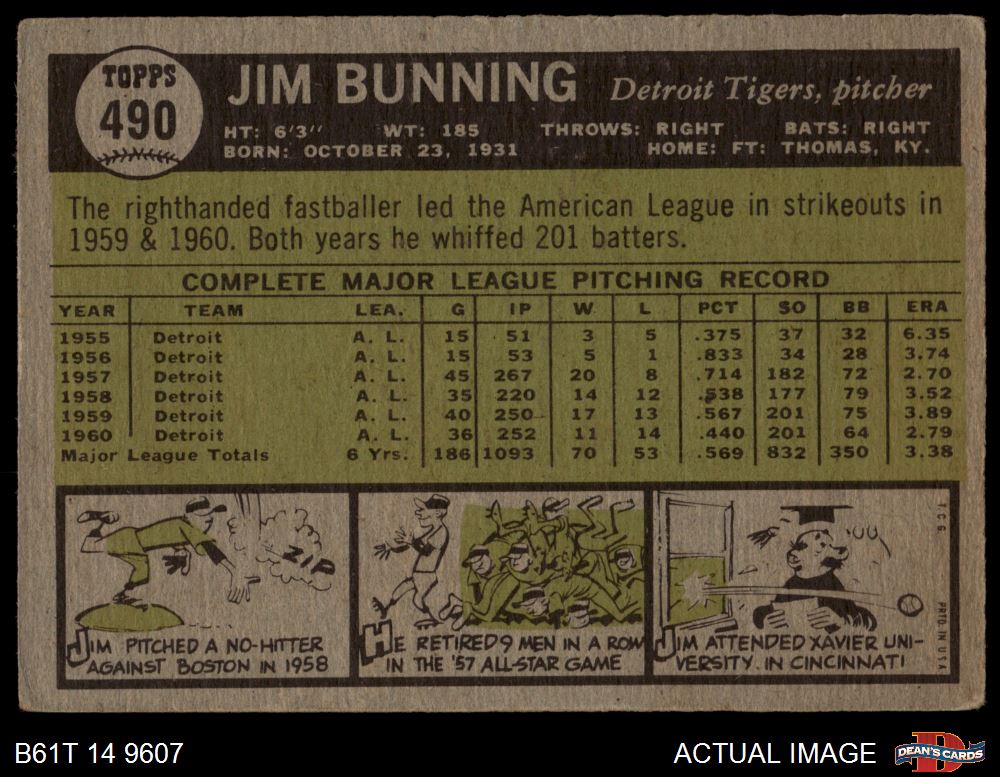 TOPPS
490
JIM BUNNING Detroit Tigers, pitcher
HT: 6'3" WT: 185 THROWS: RIGHT BATS: RIGHT
BORN: OCTOBER 23, 1931 HOME: FT: THOMAS, KY.
The righthanded fastballer led the American League in strikeouts in
1959 & 1960. Both years he whiffed 201 batters.
COMPLETE MAJOR LEAGUE PITCHING RECORD
YEAR TEAM LEA. G IP W L PCT SO BB ERA
1955 Detroit A. L. 15 51 3 5 .375 37 32 6.35
1956 Detroit A. L. 15 53 5 1 .833 34 28 3.74
1957 Detroit A. L. 45 267 20 8 .714 182 72 2.70
1958 Detroit A. L. 35 220 14 12 .538 177 79 3.52
1959 Detroit A. L. 40 250 17 13 .567 201 75 3.89
1960 Detroit A. L. 36 252 11 14 .440 201 64 2.79
Major League Totals 6 Yrs. 186 1093 70 53 .569 832 350 3.38
ZIP
JIM PITCHED A NO-HITTER
AGAINST BOSTON IN 1958
HE RETIRED 9 MEN IN A ROW
IN THE '57 ALL-STAR GAME
JIM ATTENDED XAVIER UNI-
VERSITY IN CINCINNATI
T.C.G.
PRTD. IN U.S.A.
B61T 14 9607
ACTUAL IMAGE
D
DEAN'S CARDS